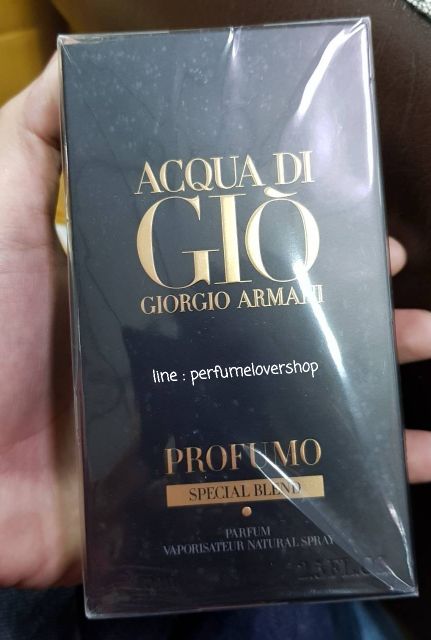 ACQUA DI
GIÒ
GIORGIO ARMANI
line : perfumelovershop
PROFUMO
SPECIAL BLEND
PARFUM
VAPORISATEUR NATURAL SPRAY